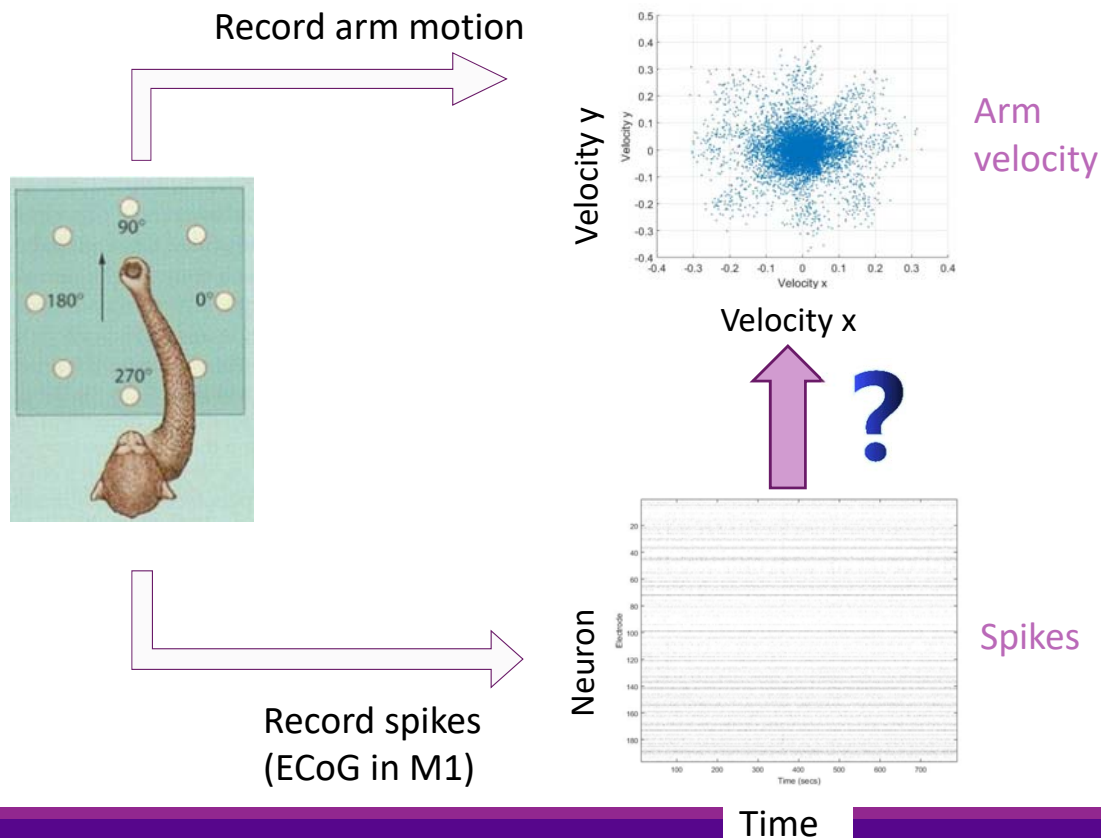 Record arm motion
90°
180°
0°
270°
Velocity y
Velocity y
0.5
0.4
0.3
0.2
0.1
0
-0.1
-0.2
-0.3
-0.4
-0.4
-0.3
-0.2
-0.1
0
0.1
0.2
0.3
0.4
Velocity x
Velocity x
Arm
velocity
?
Neuron
Electrode
20
40
60
80
100
120
140
160
180
100
200
300
400
500
600
700
Time (secs)
Spikes
Record spikes
(ECoG in M1)
Time